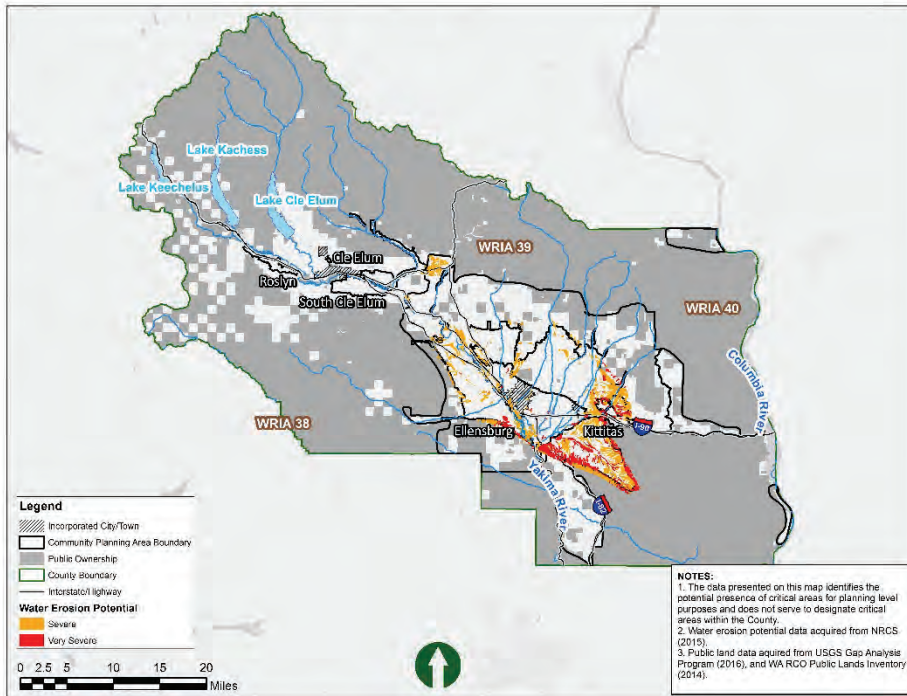 Lake Kachess
Lake Keechelus
Lake Cle Elum
WRIA 39
Cle Elum
Roslyn
South Cle Elum
WRIA 40
Columbia River
WRIA 38
Ellensburg
Kittitas
I-90
Yakima River
I-82
Legend
Incorporated City/Town
Community Planning Area Boundary
Public Ownership
County Boundary
Interstate/Highway
Water Erosion Potential
Severe
Very Severe
0 2.5 5 10 15 20
Miles
NOTES:
1. The data presented on this map identifies the
potential presence of critical areas for planning level
purposes and does not serve to designate critical
areas within the County.
2. Water erosion potential data acquired from NRCS
(2015).
3. Public land data aquired from USGS Gap Analysis
Program (2016), and WA RCO Public Lands Inventory
(2014).